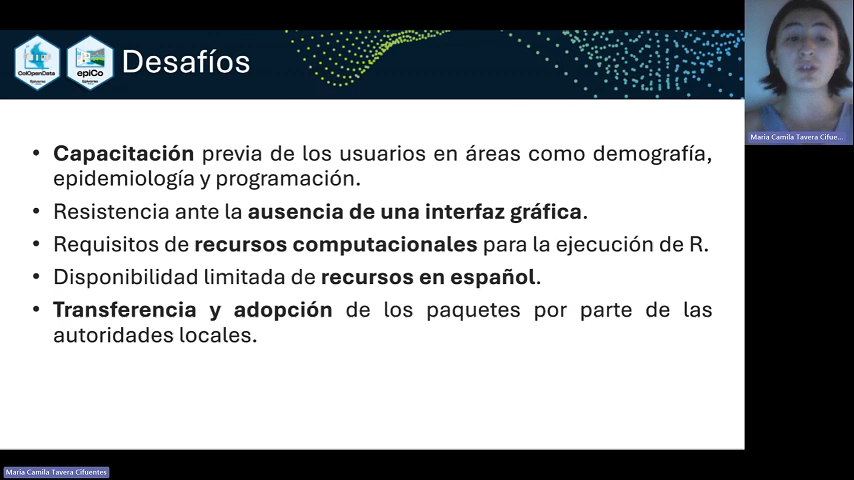 ColOpenData
epiCo
Desafíos
Maria Camila Tavera Cifue...
• Capacitación previa de los usuarios en áreas como demografía,
epidemiología y programación.
• Resistencia ante la ausencia de una interfaz gráfica.
• Requisitos de recursos computacionales para la ejecución de R.
• Disponibilidad limitada de recursos en español.
• Transferencia y adopción de los paquetes por parte de las
autoridades locales.
Maria Camila Tavera Cifuentes